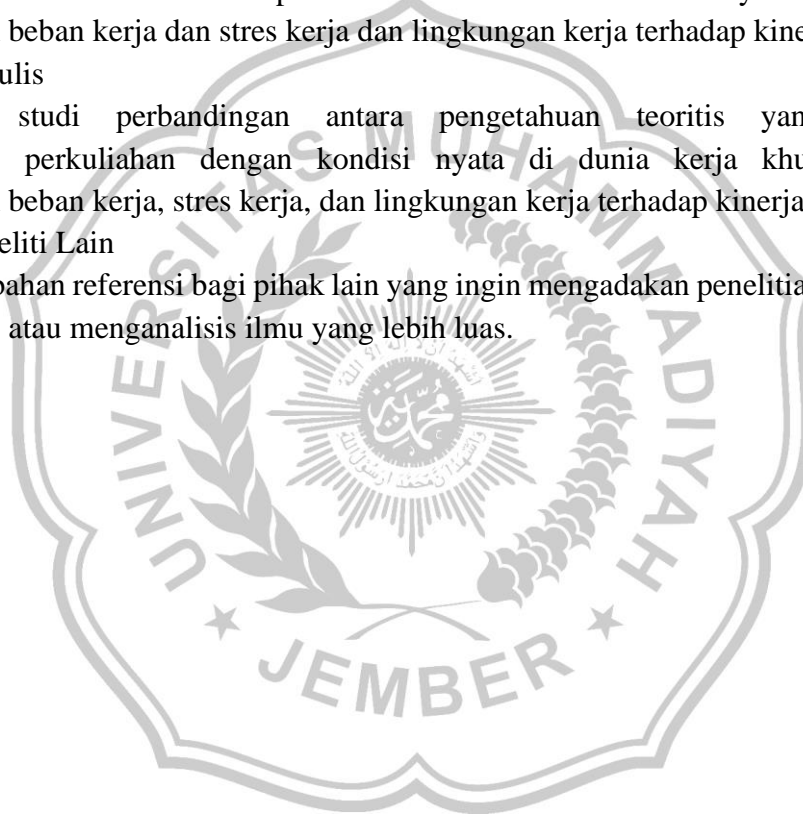 beban kerja dan stres kerja dan lingkungan kerja terhadap kine
ulis
studi perbandingan antara pengetahuan teoritis yan
perkuliahan dengan kondisi nyata di dunia kerja khu
beban kerja, stres kerja, dan lingkungan kerja terhadap kinerja
eliti Lain
bahan referensi bagi pihak lain yang ingin mengadakan penelitia
atau menganalisis ilmu yang lebih luas.
UNIVERSITAS MUHAMMADIYAH
JEMBER